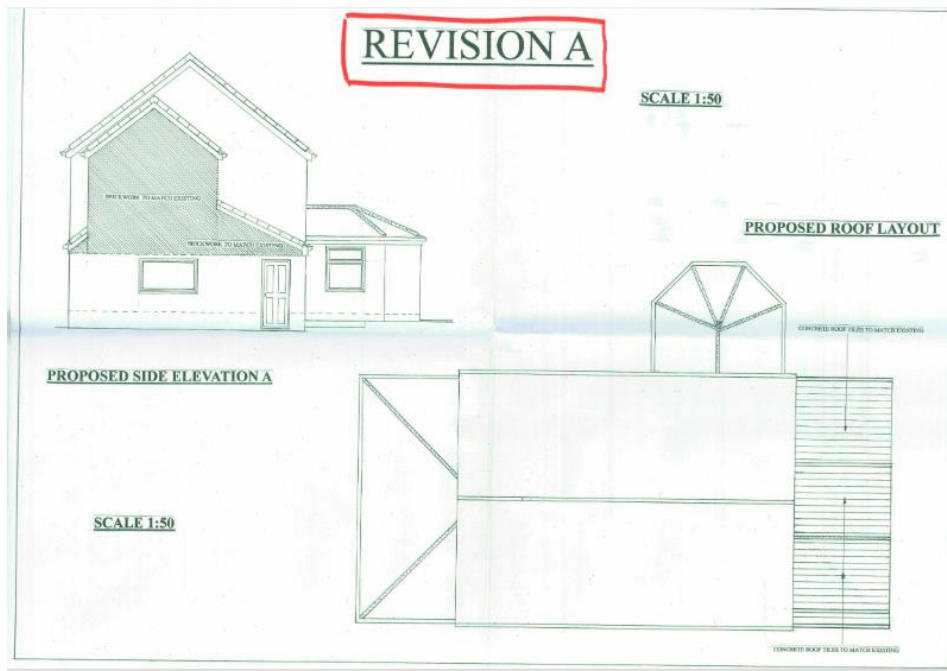 REVISION A
SCALE 1:50
BRICKWORK TO MATCH EXISTING
BRICKWORK TO MATCH EXISTING
PROPOSED ROOF LAYOUT
CONCRETE ROOF TILES TO MATCH EXISTING
PROPOSED SIDE ELEVATION A
SCALE 1:50
CONCRETE ROOF TILES TO MATCH EXISTING